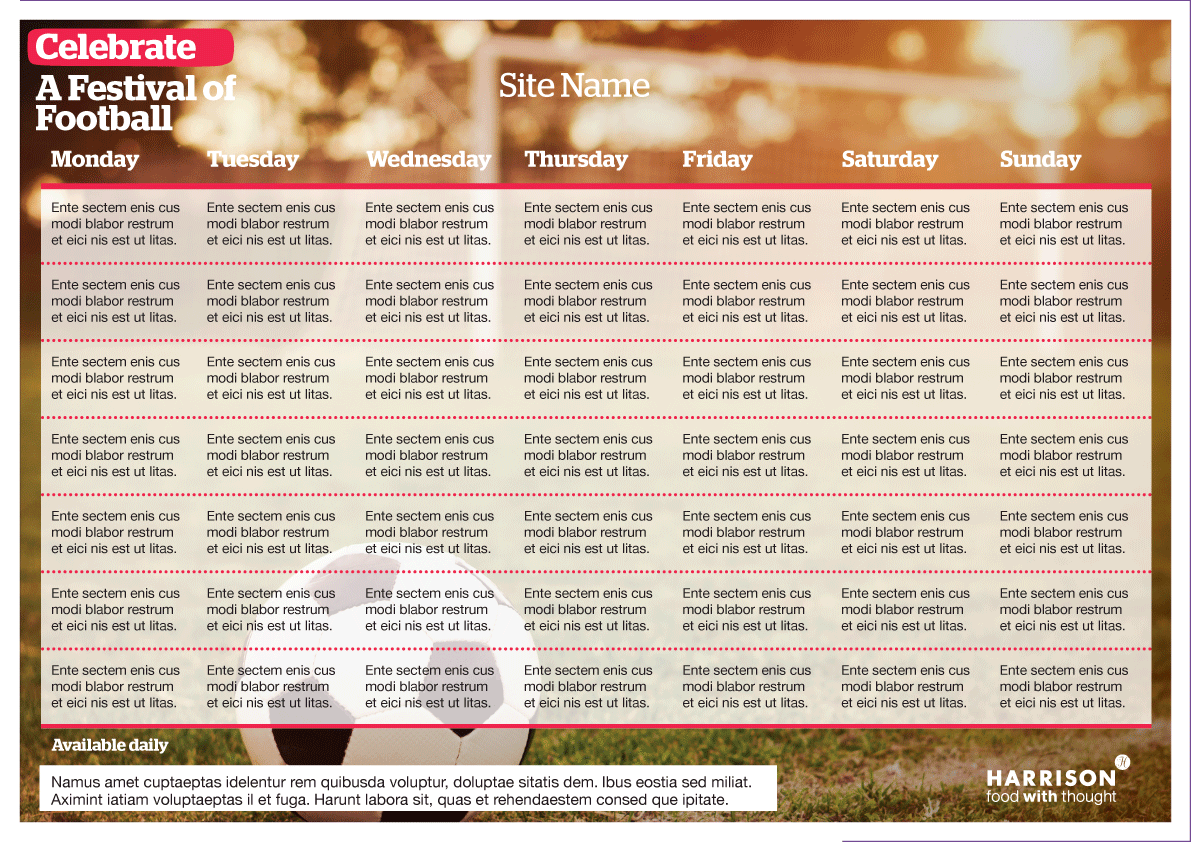 Celebrate
A Festival of
Football
Site Name
Monday Tuesday Wednesday Thursday Friday Saturday Sunday
Ente sectem enis cus Ente sectem enis cus Ente sectem enis cus Ente sectem enis cus Ente sectem enis cus Ente sectem enis cus Ente sectem enis cus
modi blabor restrum modi blabor restrum modi blabor restrum modi blabor restrum modi blabor restrum modi blabor restrum modi blabor restrum
et eici nis est ut litas. et eici nis est ut litas. et eici nis est ut litas. et eici nis est ut litas. et eici nis est ut litas. et eici nis est ut litas. et eici nis est ut litas.
Ente sectem enis cus Ente sectem enis cus Ente sectem enis cus Ente sectem enis cus Ente sectem enis cus Ente sectem enis cus Ente sectem enis cus
modi blabor restrum modi blabor restrum modi blabor restrum modi blabor restrum modi blabor restrum modi blabor restrum modi blabor restrum
et eici nis est ut litas. et eici nis est ut litas. et eici nis est ut litas. et eici nis est ut litas. et eici nis est ut litas. et eici nis est ut litas. et eici nis est ut litas.
Ente sectem enis cus Ente sectem enis cus Ente sectem enis cus Ente sectem enis cus Ente sectem enis cus Ente sectem enis cus Ente sectem enis cus
modi blabor restrum modi blabor restrum modi blabor restrum modi blabor restrum modi blabor restrum modi blabor restrum modi blabor restrum
et eici nis est ut litas. et eici nis est ut litas. et eici nis est ut litas. et eici nis est ut litas. et eici nis est ut litas. et eici nis est ut litas. et eici nis est ut litas.
Ente sectem enis cus Ente sectem enis cus Ente sectem enis cus Ente sectem enis cus Ente sectem enis cus Ente sectem enis cus Ente sectem enis cus
modi blabor restrum modi blabor restrum modi blabor restrum modi blabor restrum modi blabor restrum modi blabor restrum modi blabor restrum
et eici nis est ut litas. et eici nis est ut litas. et eici nis est ut litas. et eici nis est ut litas. et eici nis est ut litas. et eici nis est ut litas. et eici nis est ut litas.
Ente sectem enis cus Ente sectem enis cus Ente sectem enis cus Ente sectem enis cus Ente sectem enis cus Ente sectem enis cus Ente sectem enis cus
modi blabor restrum modi blabor restrum modi blabor restrum modi blabor restrum modi blabor restrum modi blabor restrum modi blabor restrum
et eici nis est ut litas. et eici nis est ut litas. et eici nis est ut litas. et eici nis est ut litas. et eici nis est ut litas. et eici nis est ut litas. et eici nis est ut litas.
Ente sectem enis cus Ente sectem enis cus Ente sectem enis cus Ente sectem enis cus Ente sectem enis cus Ente sectem enis cus Ente sectem enis cus
modi blabor restrum modi blabor restrum modi blabor restrum modi blabor restrum modi blabor restrum modi blabor restrum modi blabor restrum
et eici nis est ut litas. et eici nis est ut litas. et eici nis est ut litas. et eici nis est ut litas. et eici nis est ut litas. et eici nis est ut litas. et eici nis est ut litas.
Ente sectem enis cus Ente sectem enis cus Ente sectem enis cus Ente sectem enis cus Ente sectem enis cus Ente sectem enis cus Ente sectem enis cus
modi blabor restrum modi blabor restrum modi blabor restrum modi blabor restrum modi blabor restrum modi blabor restrum modi blabor restrum
et eici nis est ut litas. et eici nis est ut litas. et eici nis est ut litas. et eici nis est ut litas. et eici nis est ut litas. et eici nis est ut litas. et eici nis est ut litas.
Available daily
Namus amet cuptaeptas idelentur rem quibusda voluptur, doluptae sitatis dem. Ibus eostia sed miliat.
Aximint iatiam voluptaeptas il et fuga. Harunt labora sit, quas et rehendaestem consed que ipitate.
H
HARRISON
food with thought